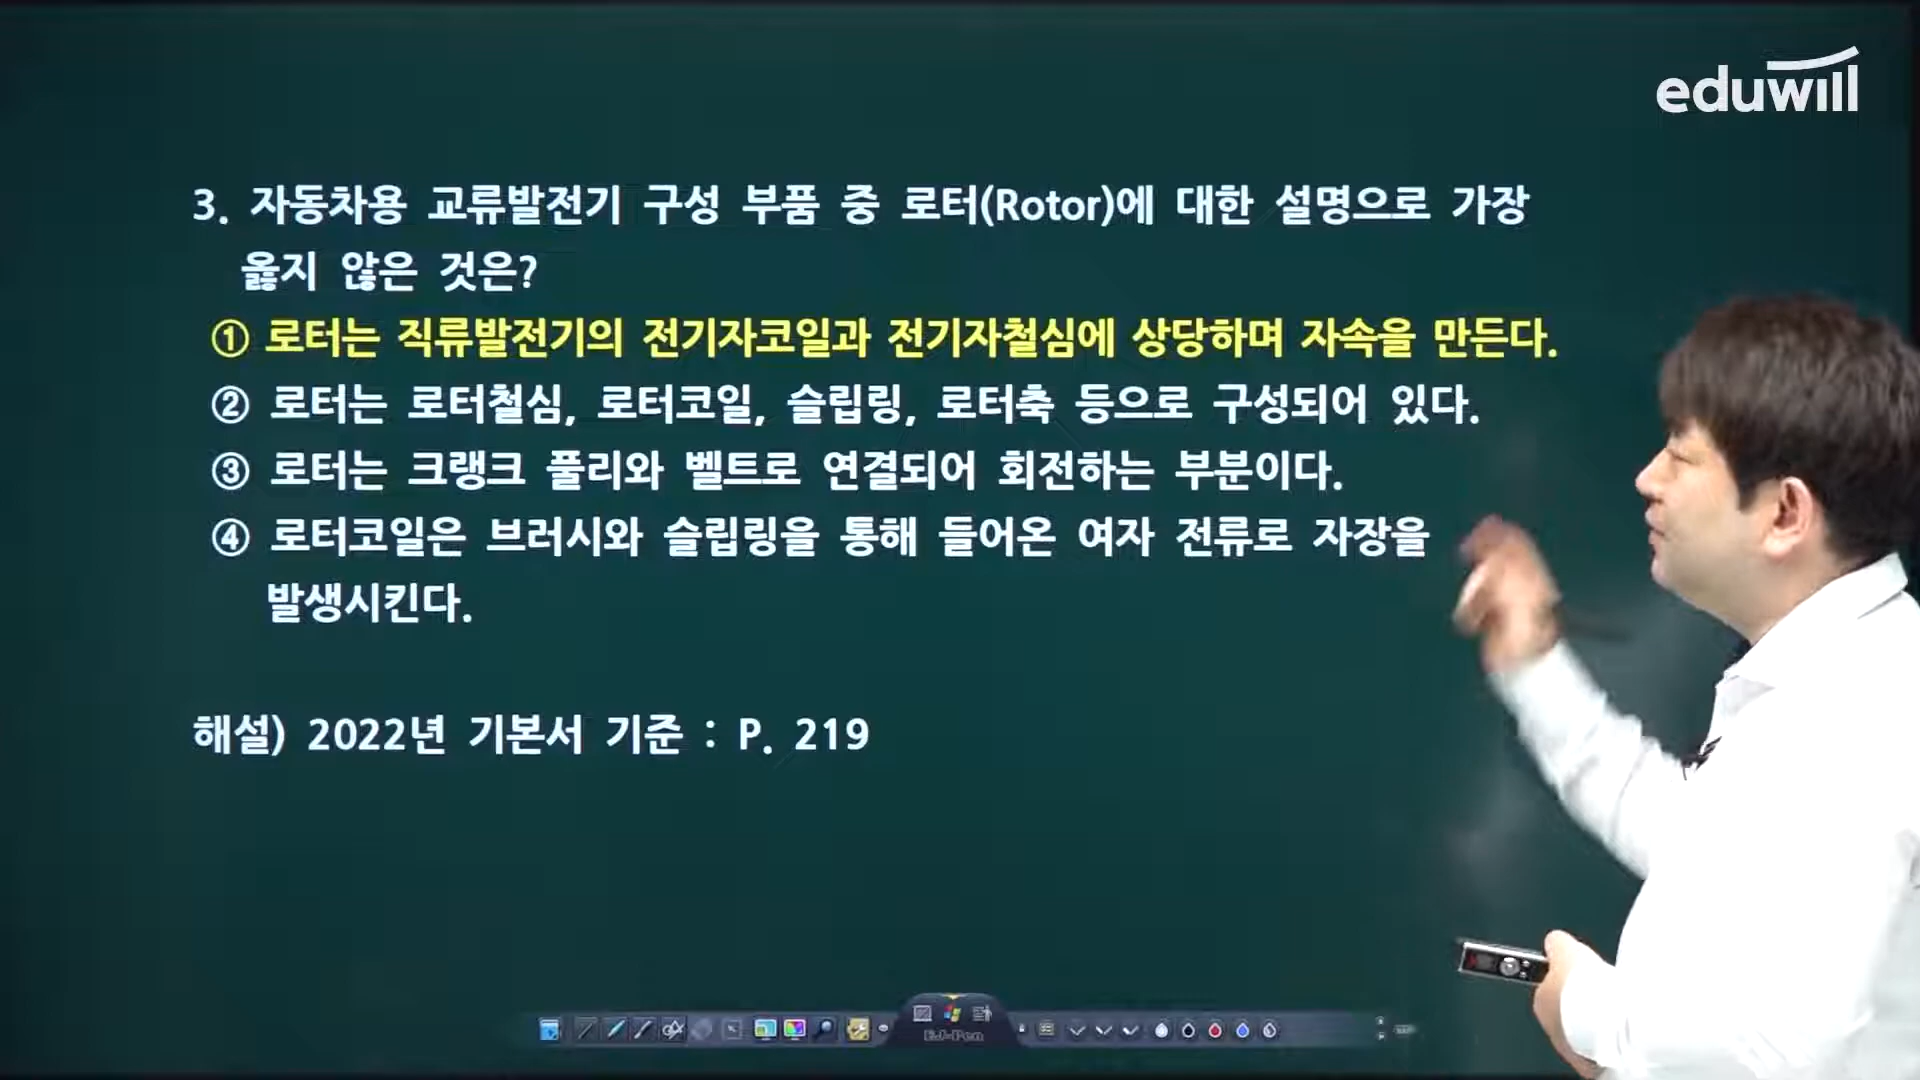 eduwill
3. 자동차용 교류발전기 구성 부품 중 로터(Rotor)에 대한 설명으로 가장
옳지 않은 것은?
① 로터는 직류발전기의 전기자코일과 전기자철심에 상당하며 자속을 만든다.
② 로터는 로터철심, 로터코일, 슬립링, 로터축 등으로 구성되어 있다.
③ 로터는 크랭크 풀리와 벨트로 연결되어 회전하는 부분이다.
④ 로터코일은 브러시와 슬립링을 통해 들어온 여자 전류로 자장을
발생시킨다.
해설) 2022년 기본서 기준 : P. 219
EJ-Pen